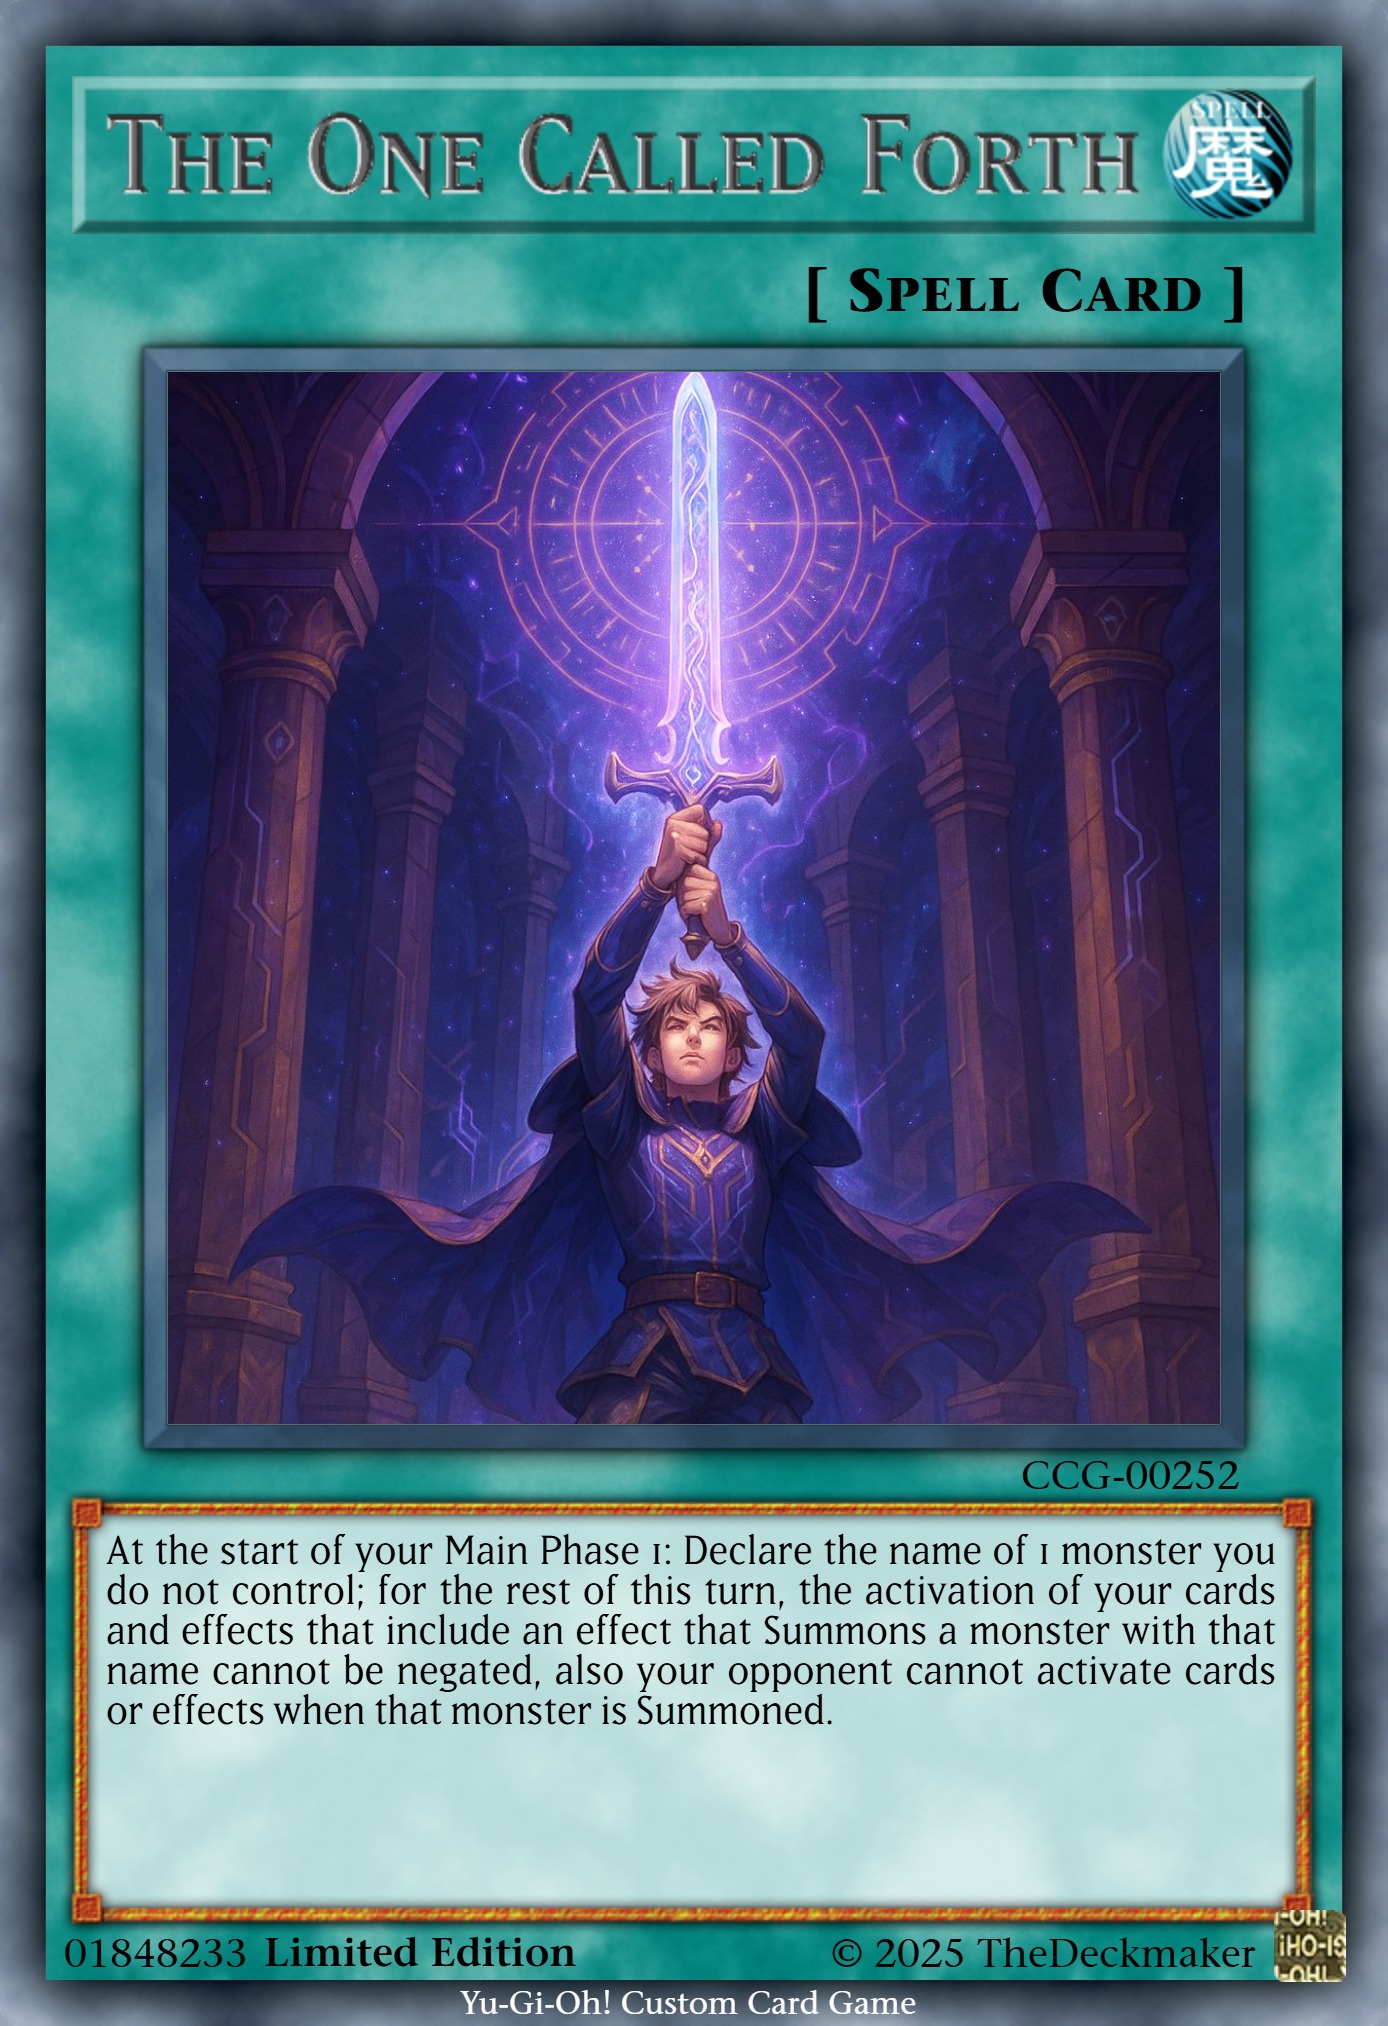 THE ONE CALLED FORTH
SPELL
魔
[ SPELL CARD ]
CCG-00252
At the start of your Main Phase 1: Declare the name of 1 monster you
do not control; for the rest of this turn, the activation of your cards
and effects that include an effect that Summons a monster with that
name cannot be negated, also your opponent cannot activate cards
or effects when that monster is Summoned.
01848233 Limited Edition
© 2025 TheDeckmaker
Yu-Gi-Oh! Custom Card Game